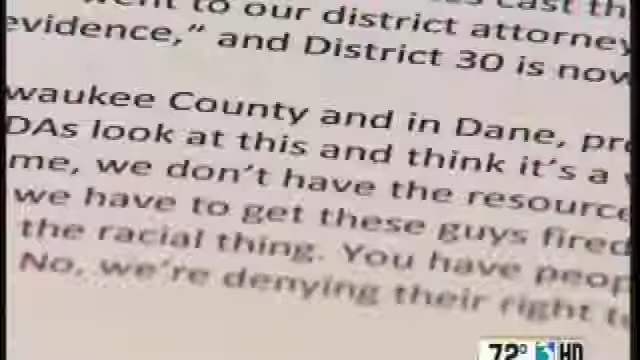 to our district attorney
evidence," and District 30 is now
waukee County and in Dane,
DAs look at this and think it's a
me, we don't have the resource
we have to get these guys fired
the racial thing. You have peop
No, we're denying their right
72° HD